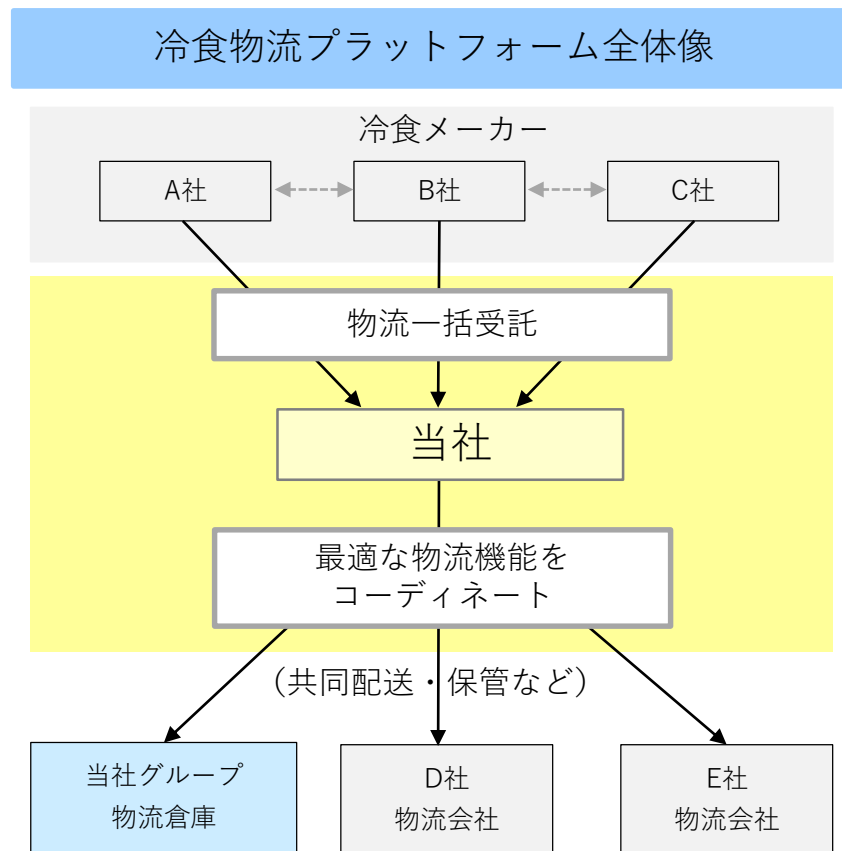 冷食物流プラットフォーム全体像
冷食メーカー
A社
B社
C社
物流一括受託
当社
最適な物流機能を
コーディネート
（共同配送・保管など）
当社グループ
物流倉庫
D社
物流会社
E社
物流会社